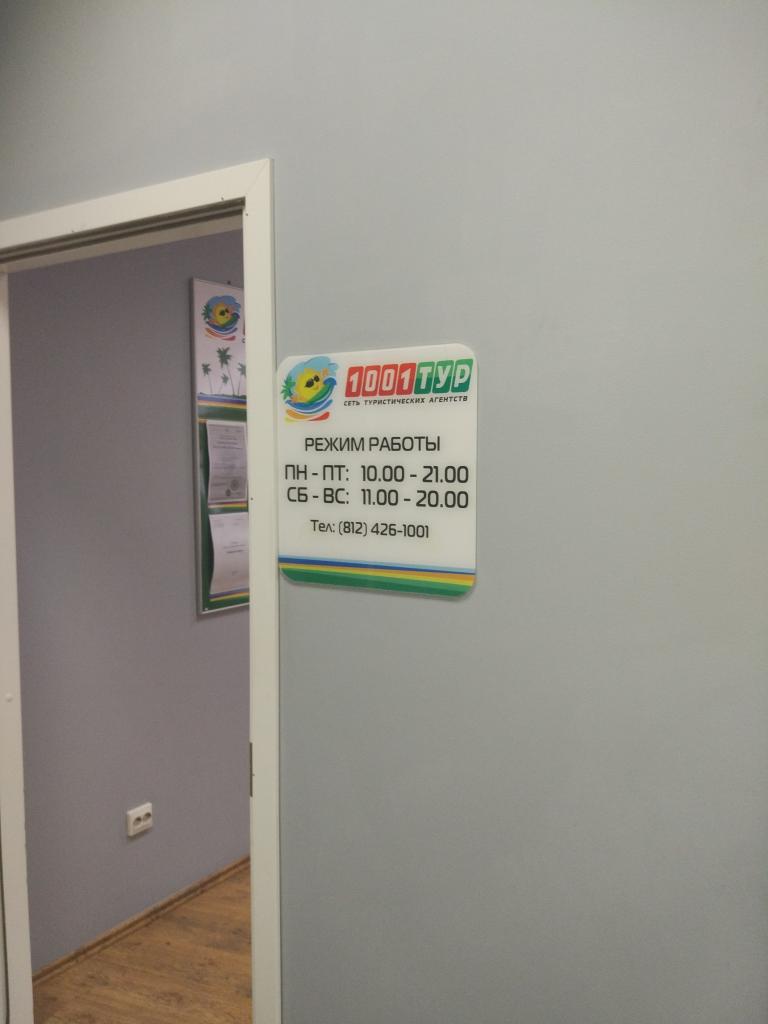 1001ТУР
СЕТЬ ТУРИСТИЧЕСКИХ АГЕНТСТВ
РЕЖИМ РАБОТЫ
ПН - ПТ: 10.00 - 21.00
СБ - ВС: 11.00 - 20.00
Тел: (812) 426-1001